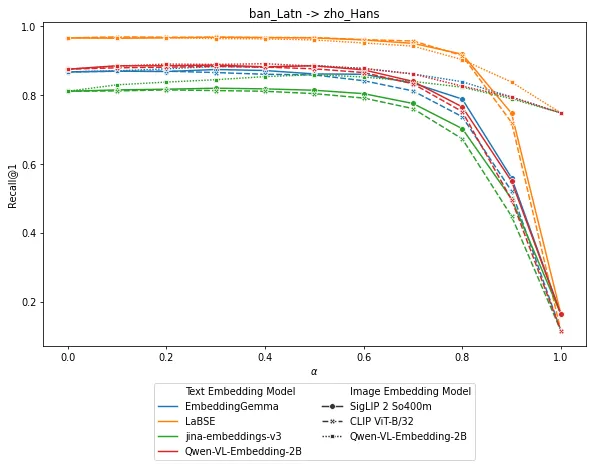 ban_Latn -> zho_Hans
Recall@1
1.0
0.8
0.6
0.4
0.2
0.0 0.2 0.4 0.6 0.8 1.0
α
Text Embedding Model
EmbeddingGemma
LaBSE
jina-embeddings-v3
Qwen-VL-Embedding-2B
Image Embedding Model
SigLIP 2 So400m
CLIP ViT-B/32
Qwen-VL-Embedding-2B